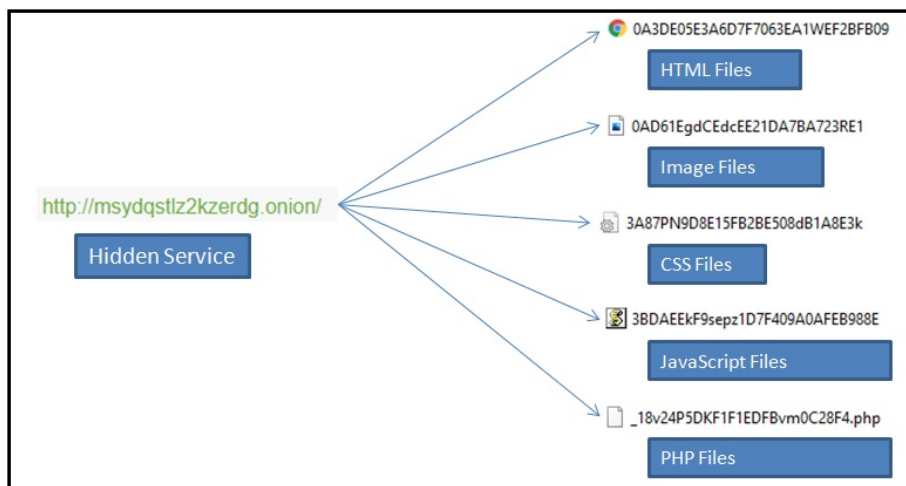 0A3DE05E3A6D7F7063EA1WEF2BFB09
HTML Files
0AD61EgdCEdcEE21DA7BA723RE1
Image Files
http://msydqstlz2kzerdg.onion/
Hidden Service
3A87PN9D8E15FB2BE508dB1A8E3k
CSS Files
3BDAEEkF9sepz1D7F409A0AFEB988E
JavaScript Files
_18v24P5DKF1F1EDFBvm0C28F4.php
PHP Files